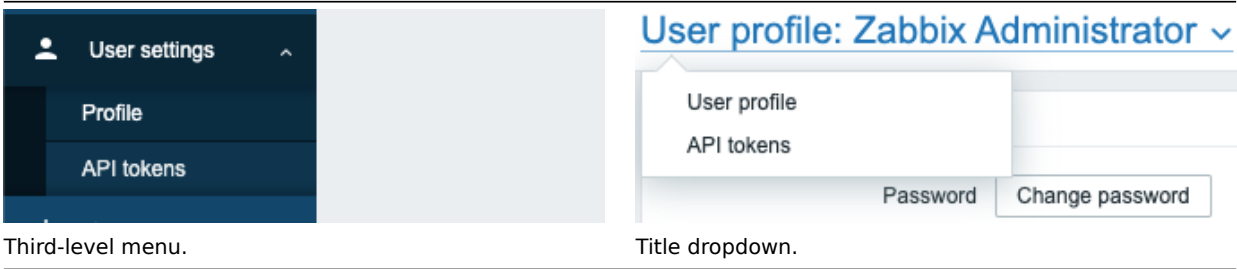 User settings
Profile
API tokens
Third-level menu.
User profile: Zabbix Administrator
User profile
API tokens
Password
Change password
Title dropdown.